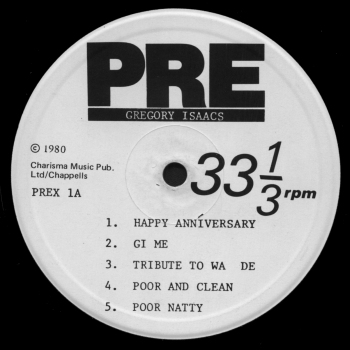 PRE
GREGORY ISAACS
© 1980
Charisma Music Pub.
Ltd/Chappells
PREX 1A
33 1/3 rpm
1. HAPPY ANNÍVERSARY
2. GI ME
3. TRIBUTE TO WA DE
4. POOR AND CLEAN
5. POOR NATTY